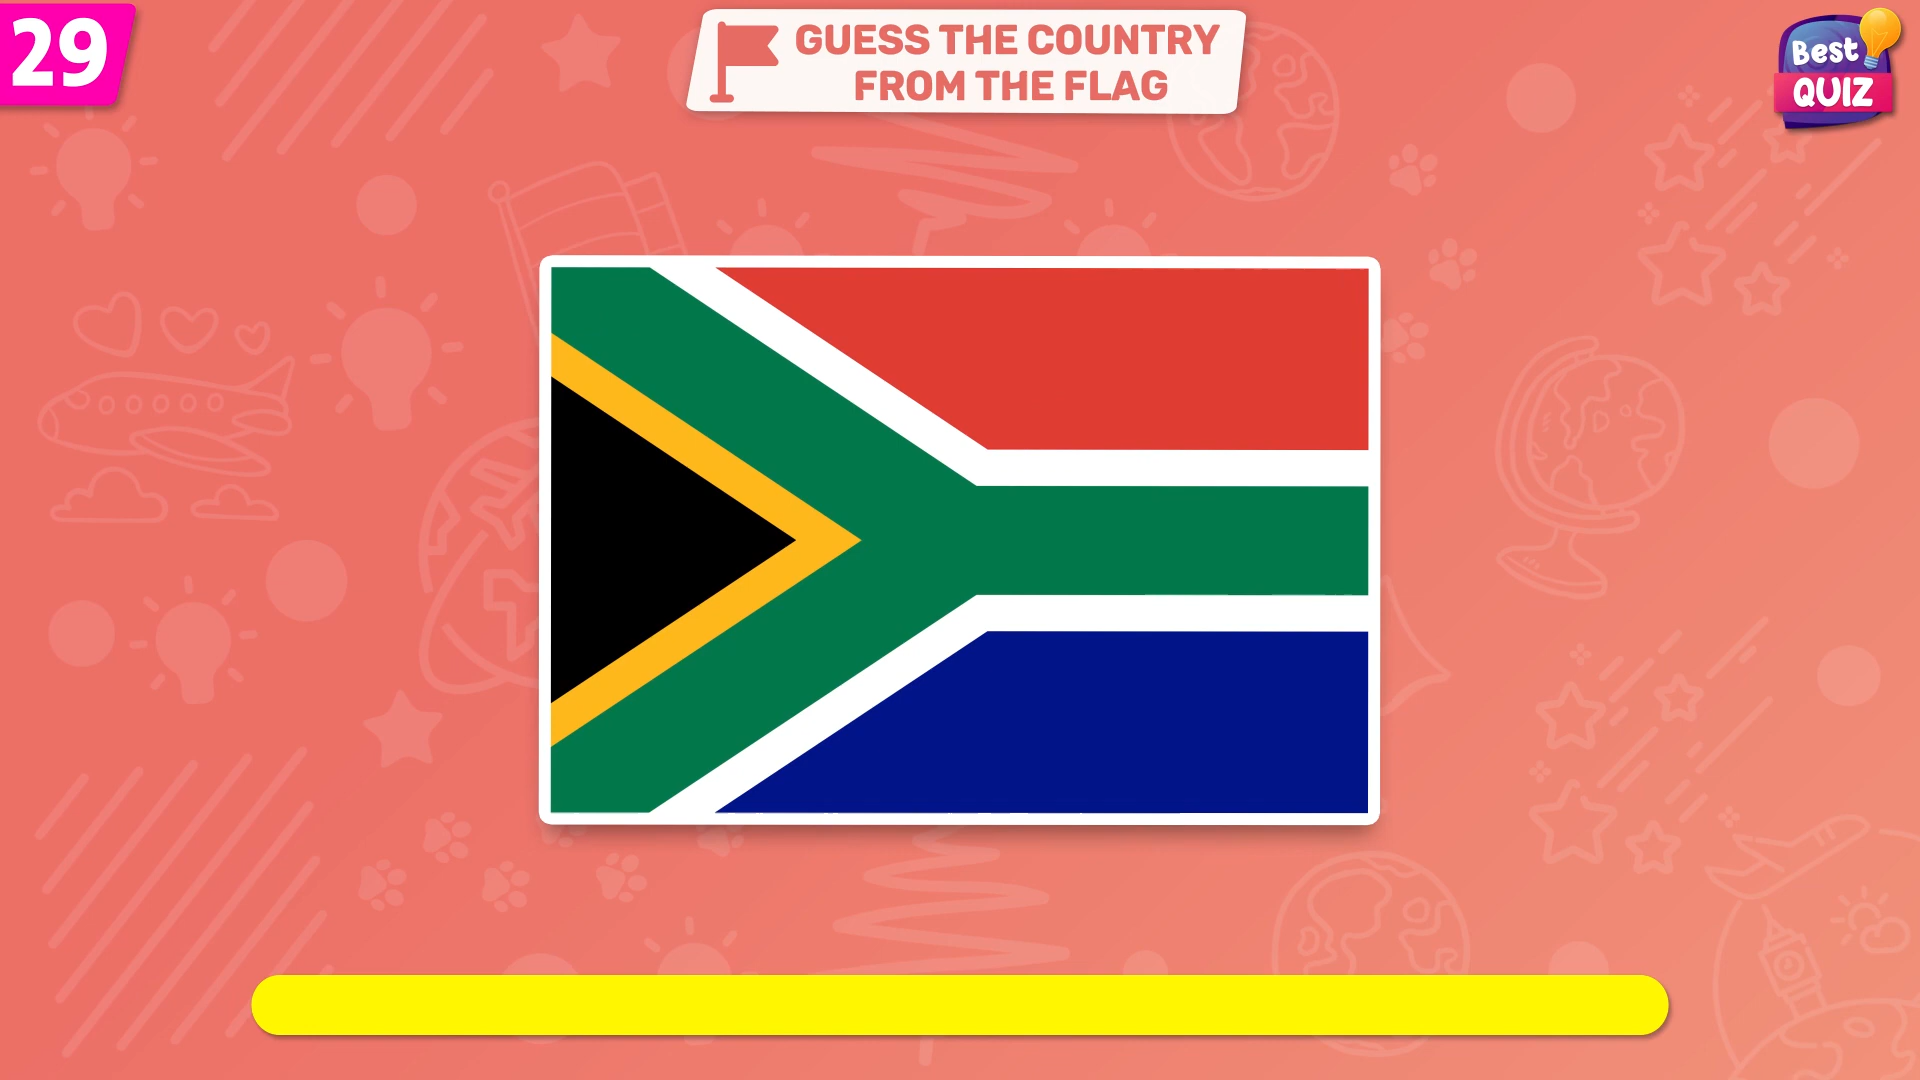 29
GUESS THE COUNTRY
FROM THE FLAG
Best
QUIZ